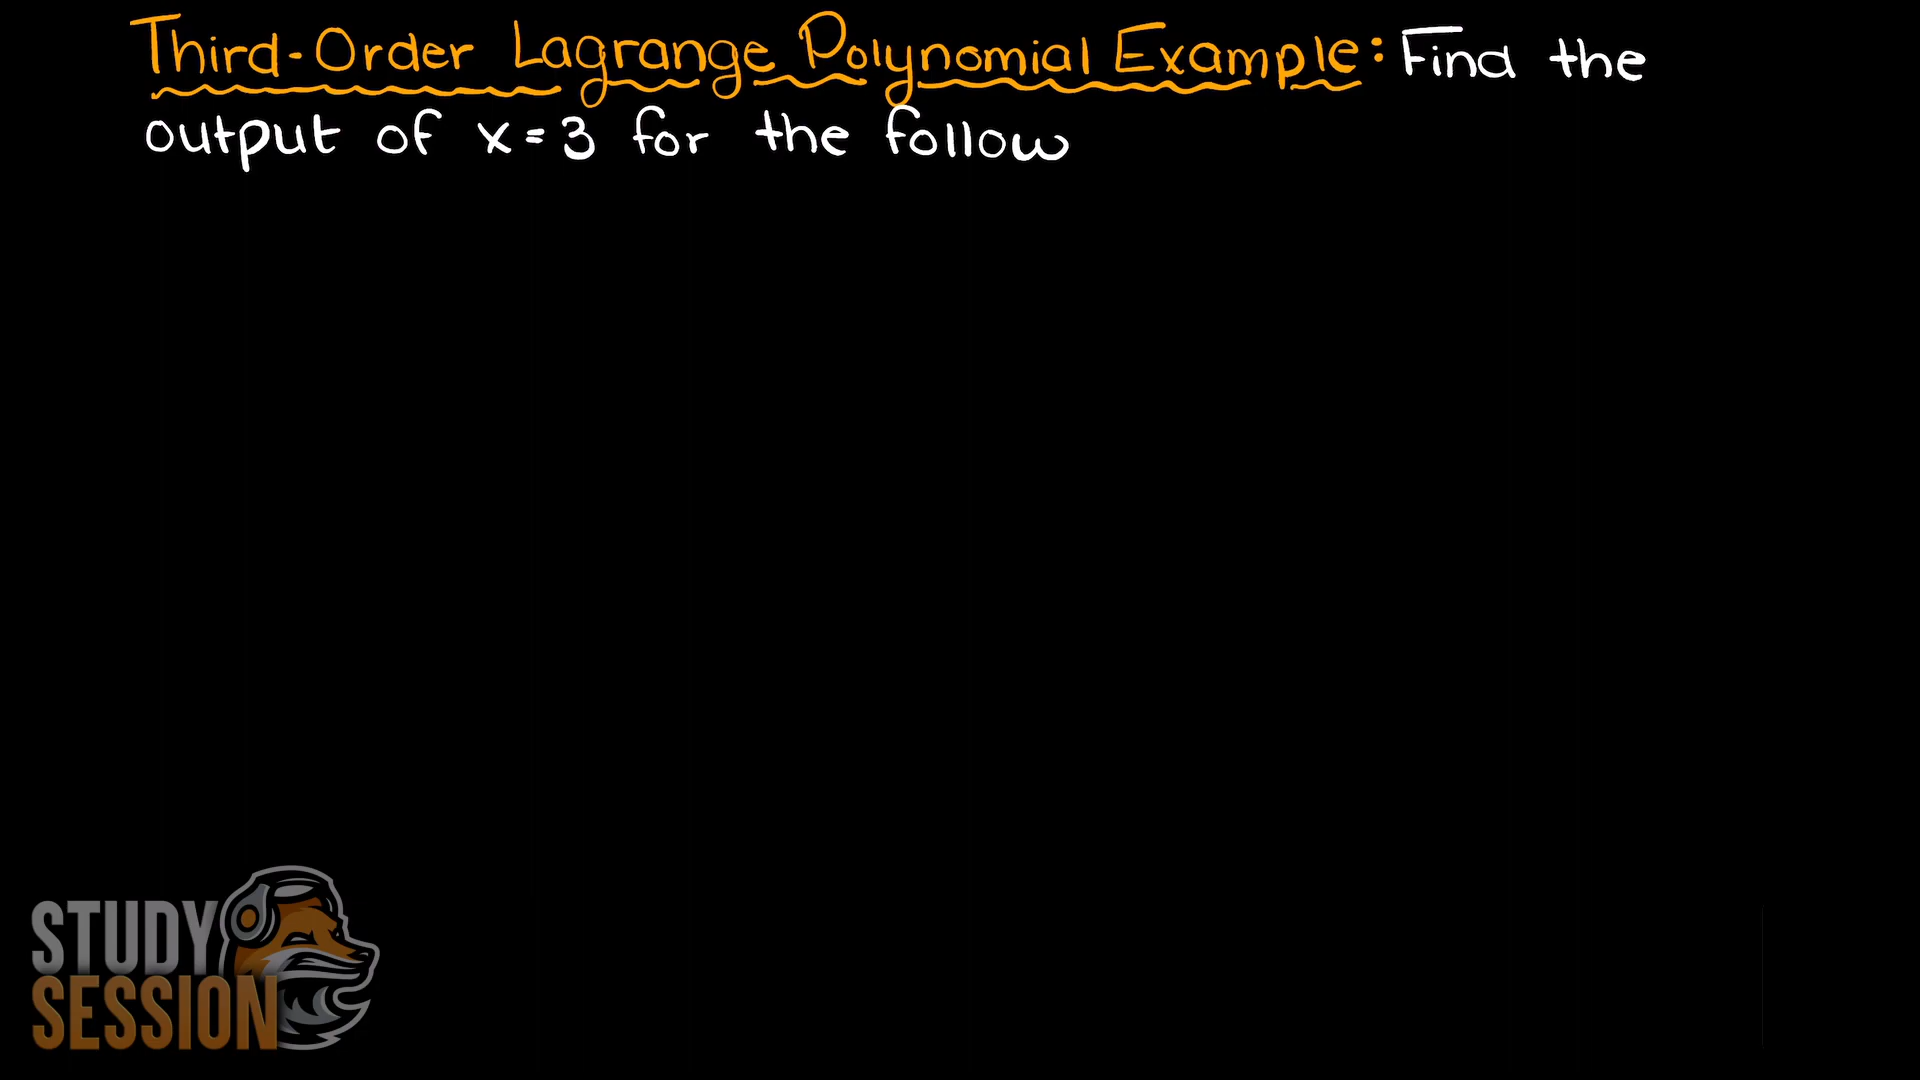 Third-Order Lagrange Polynomial Example: Find the
output of x=3 for the follow
STUDY
SESSION